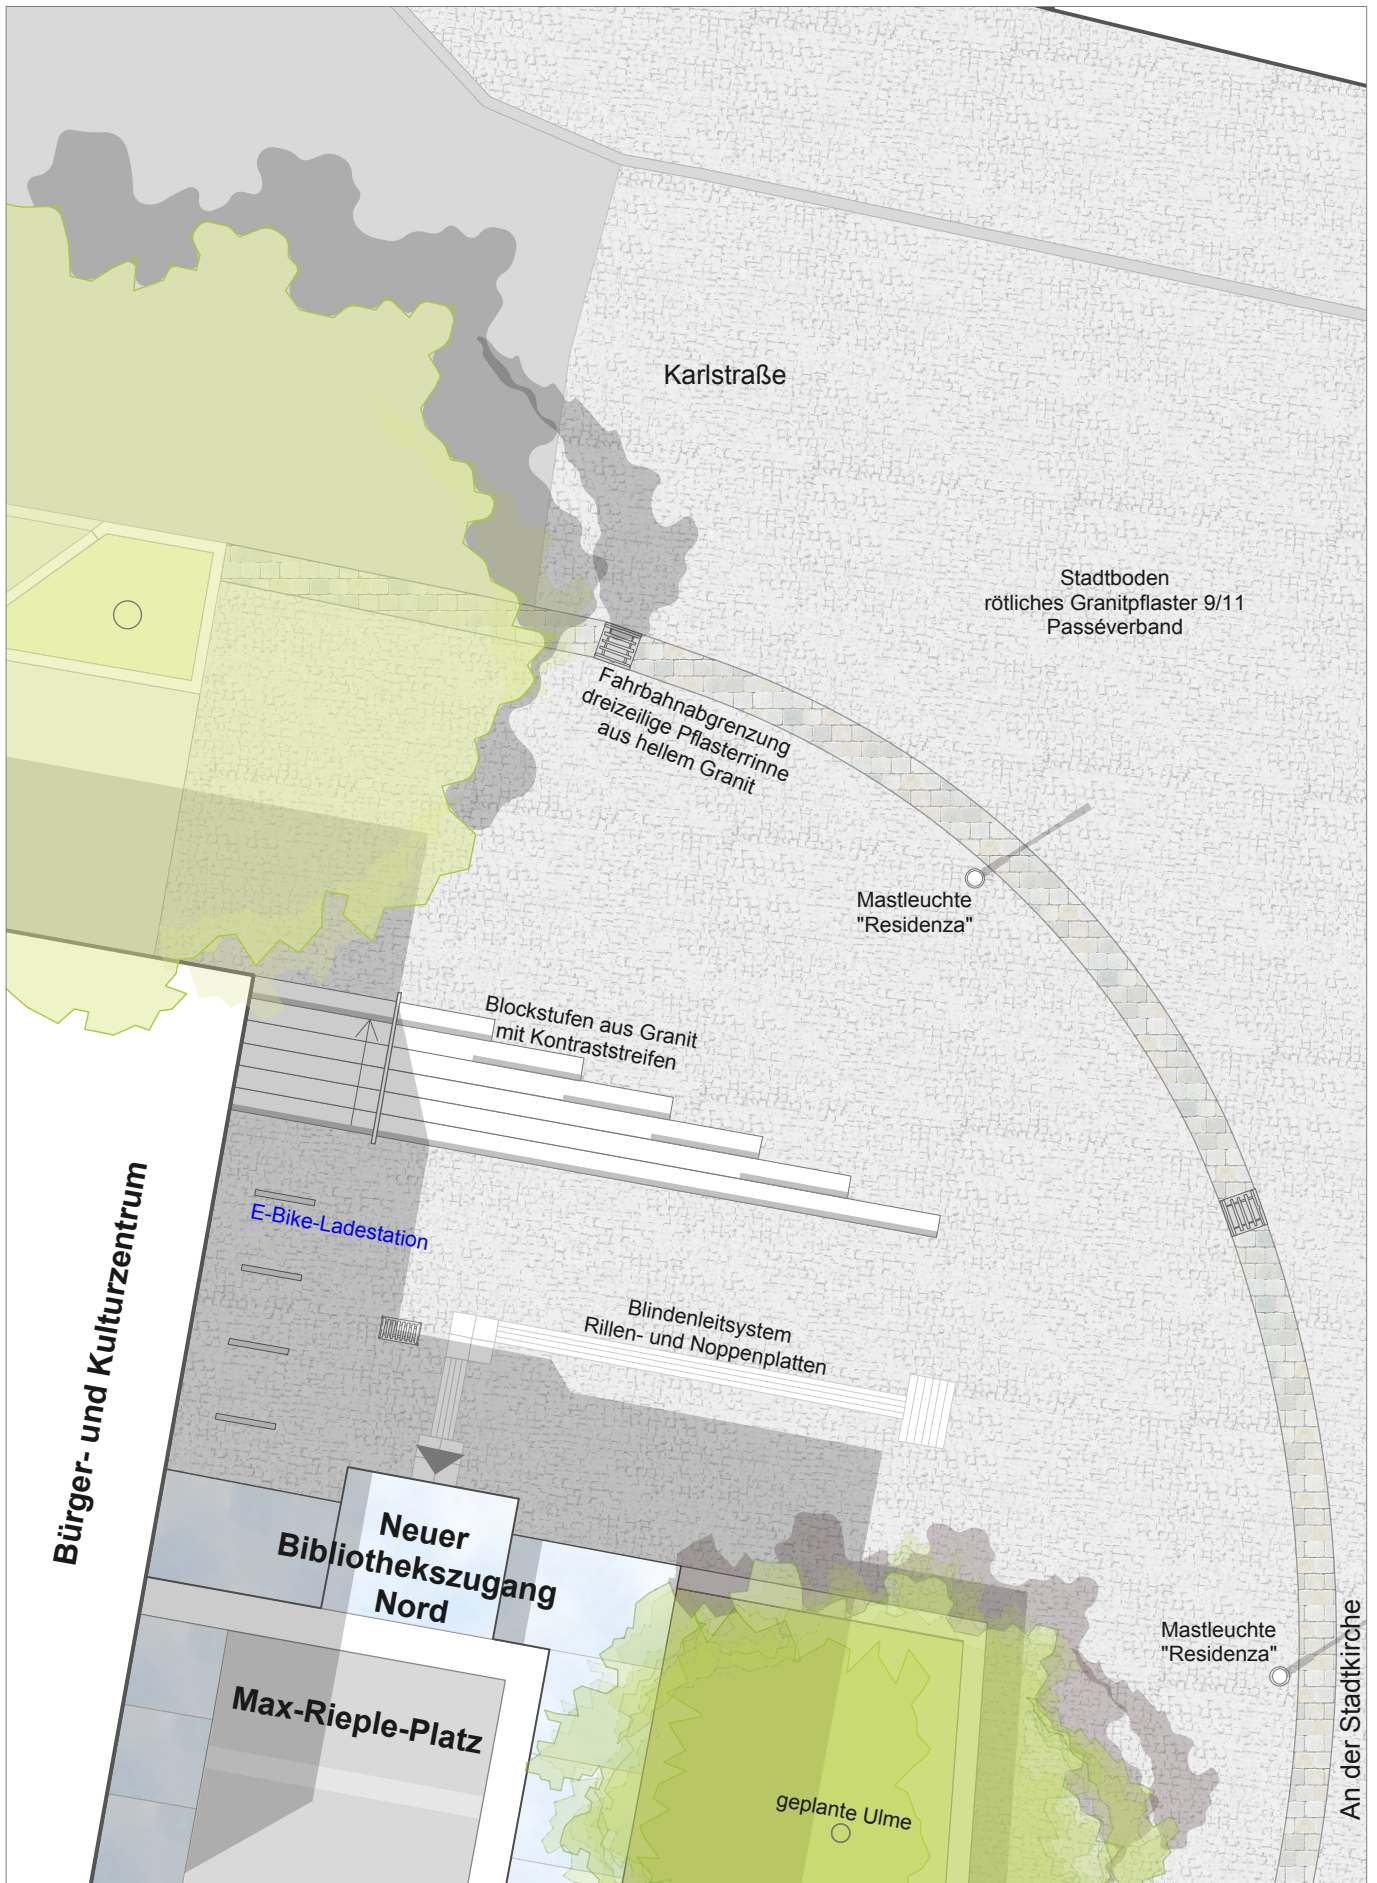 Karlstraße
Stadtboden
rötliches Granitpflaster 9/11
Passéverband
Fahrbahnabgrenzung
dreizeilige Pflasterrinne
aus hellem Granit
Mastleuchte
"Residenza"
Blockstufen aus Granit
mit Kontraststreifen
Bürger- und Kulturzentrum
E-Bike-Ladestation
Blindenleitsystem
Rillen- und Noppenplatten
Neuer
Bibliothekszugang
Nord
Mastleuchte
"Residenza"
An der Stadtkirche
Max-Rieple-Platz
geplante Ulme